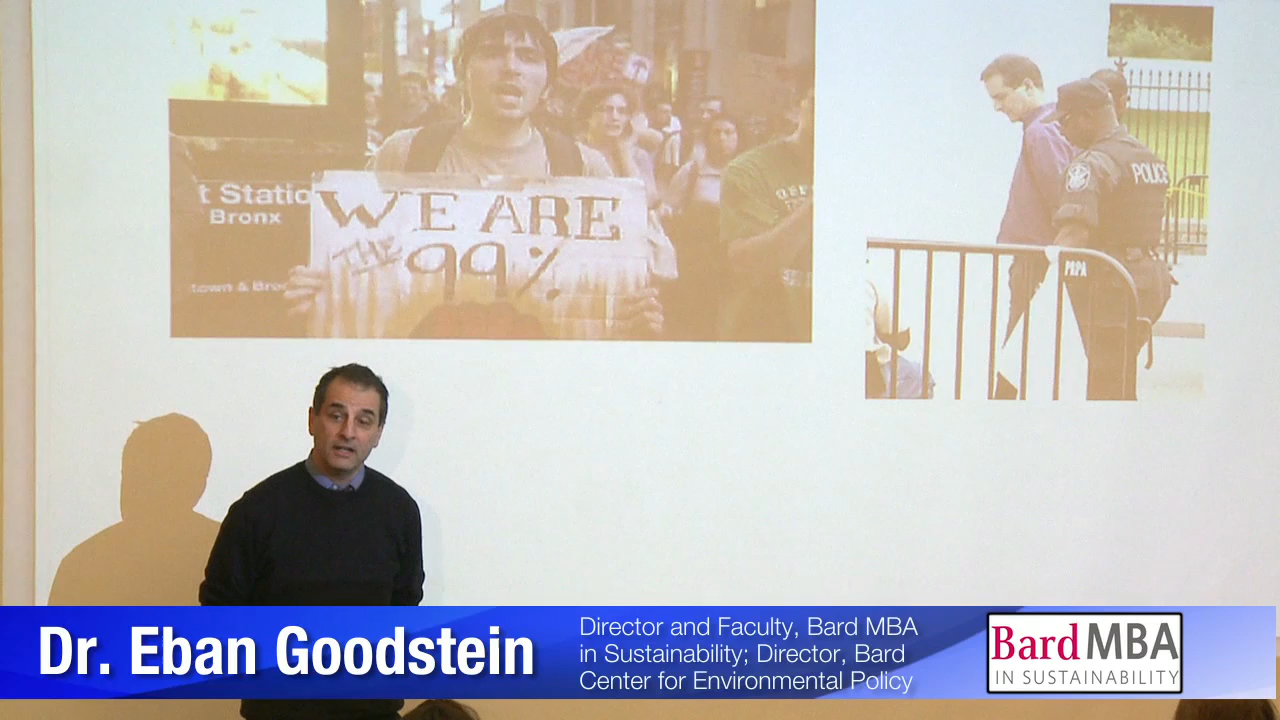 t Station
Bronx
WE ARE
THE 99%
POLICE
Dr. Eban Goodstein
Director and Faculty, Bard MBA
in Sustainability; Director, Bard
Center for Environmental Policy
Bard MBA
IN SUSTAINABILITY